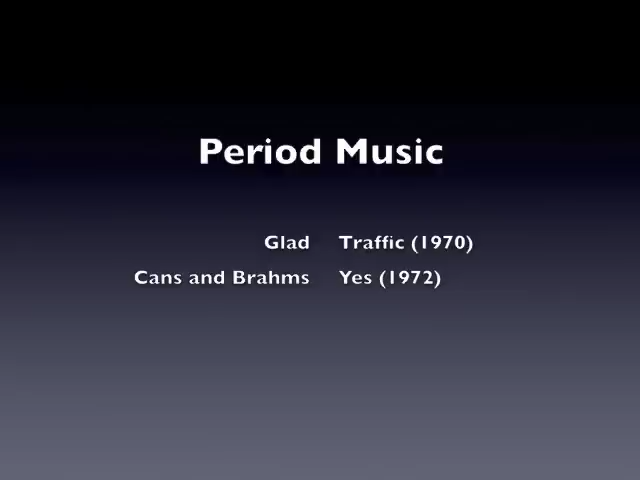 Period Music
Glad Traffic (1970)
Cans and Brahms Yes (1972)